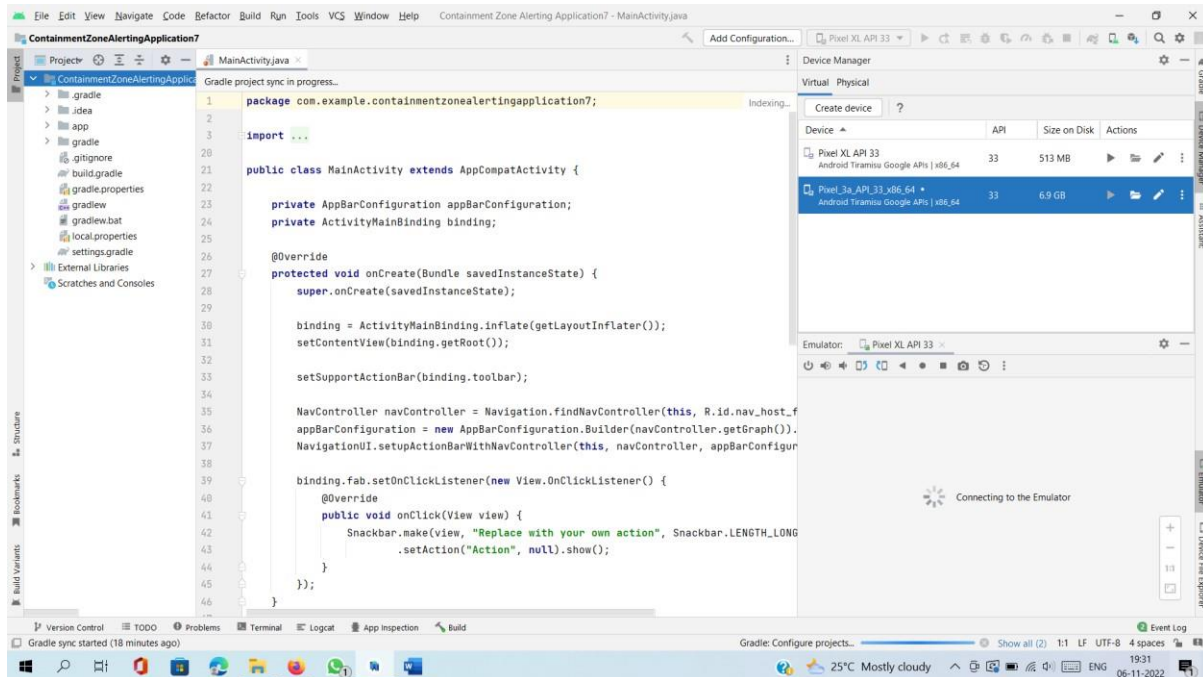 File Edit View Navigate Code Refactor Build Run Tools VCS Window Help Containment Zone Alerting Application7 - MainActivity.java
ContainmentZoneAlertingApplication7
Add Configuration...
Pixel XL API 33
Project
MainActivity.java
Device Manager
ContainmentZoneAlertingApplica
Gradle project sync in progress...
Virtual Physical
.gradle
.idea
app
gradle
.gitignore
build.gradle
gradle.properties
gradlew
gradlew.bat
local.properties
settings.gradle
External Libraries
Scratches and Consoles
1 package com.example.containmentzonealertingapplication7;
Indexing...
2
3 import ...
20
21 public class MainActivity extends AppCompatActivity {
22
23 private AppBarConfiguration appBarConfiguration;
24 private ActivityMainBinding binding;
25
26 @Override
27 protected void onCreate(Bundle savedInstanceState) {
28 super.onCreate(savedInstanceState);
29
30 binding = ActivityMainBinding.inflate(getLayoutInflater());
31 setContentView(binding.getRoot());
32
33 setSupportActionBar(binding.toolbar);
34
35 NavController navController = Navigation.findNavController(this, R.id.nav_host_f
36 appBarConfiguration = new AppBarConfiguration.Builder(navController.getGraph()).
37 NavigationUI.setupActionBarWithNavController(this, navController, appBarConfigur
38
39 binding.fab.setOnClickListener(new View.OnClickListener() {
40 @Override
41 public void onClick(View view) {
42 Snackbar.make(view, "Replace with your own action", Snackbar.LENGTH_LONG
43 .setAction("Action", null).show();
44 }
45 });
46 }
Create device ?
Device API Size on Disk Actions
Pixel XL API 33
Android Tiramisu Google APIs | x86_64
33 513 MB
Pixel_3a_API_33_x86_64
Android Tiramisu Google APIs | x86_64
33 6.9 GB
Emulator: Pixel XL API 33
Connecting to the Emulator
1:1
Project
Structure
Bookmarks
Build Variants
Gradle
Device Manager
Assistant
Emulator
Device File Explorer
Version Control TODO Problems Terminal Logcat App Inspection Build
Event Log
Gradle sync started (18 minutes ago)
Gradle: Configure projects...
Show all (2) 1:1 LF UTF-8 4 spaces
25°C Mostly cloudy
ENG
19:31
06-11-2022